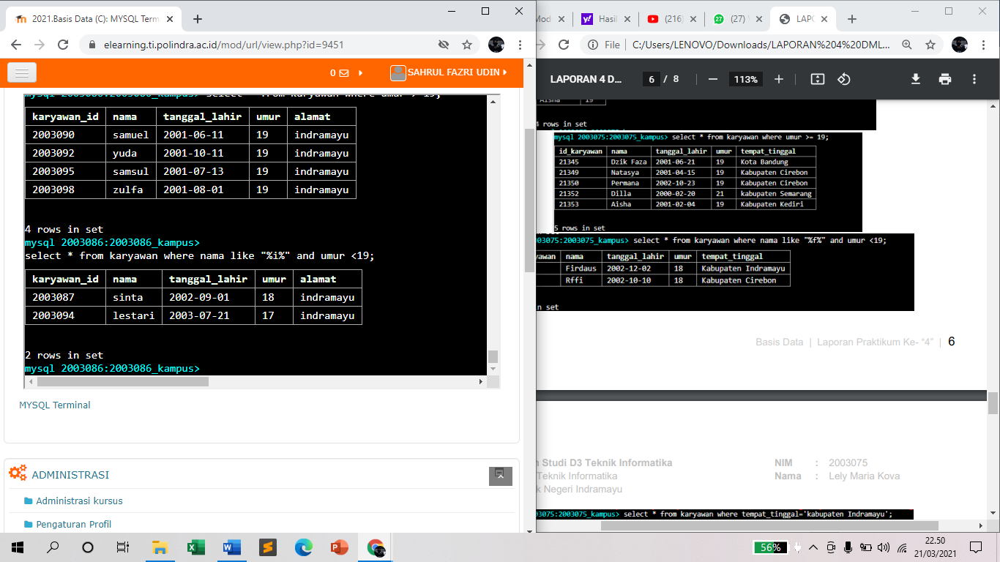 2021.Basis Data (C): MYSQL Term
elearning.ti.polindra.ac.id/mod/url/view.php?id=9451
0
SAHRUL FAZRI UDIN
mysql 2003086:2003086_kampus> select * from karyawan where umur > 19;
karyawan_id nama tanggal_lahir umur alamat
2003090 samuel 2001-06-11 19 indramayu
2003092 yuda 2001-10-11 19 indramayu
2003095 samsul 2001-07-13 19 indramayu
2003098 zulfa 2001-08-01 19 indramayu
4 rows in set
mysql 2003086:2003086_kampus>
select * from karyawan where nama like "%i%" and umur <19;
karyawan_id nama tanggal_lahir umur alamat
2003087 sinta 2002-09-01 18 indramayu
2003094 lestari 2003-07-21 17 indramayu
2 rows in set
mysql 2003086:2003086_kampus>
MYSQL Terminal
ADMINISTRASI
Administrasi kursus
Pengaturan Profil
Mod
Hasil
(216)
27
(27)
LAPO
File
C:/Users/LENOVO/Downloads/LAPORAN%204%20DML...
LAPORAN 4 D...
6 / 8
113%
Aisha 19
4 rows in set
mysql 2003075:2003075_kampus> select * from karyawan where umur >= 19;
id_karyawan nama tanggal_lahir umur tempat_tinggal
21345 Dzik Faza 2001-06-21 19 Kota Bandung
21349 Natasya 2001-04-15 19 Kabupaten Cirebon
21350 Permana 2002-10-23 19 Kabupaten Cirebon
21352 Dilla 2000-02-20 21 kabupaten Semarang
21353 Aisha 2001-02-04 19 Kabupaten Kediri
5 rows in set
003075:2003075_kampus> select * from karyawan where nama like "%f%" and umur <19;
yawan nama tanggal_lahir umur tempat_tinggal
Firdaus 2002-12-02 18 Kabupaten Indramayu
Rffi 2002-10-10 18 Kabupaten Cirebon
n set
Basis Data | Laporan Praktikum Ke- “4” | 6
n Studi D3 Teknik Informatika
Teknik Informatika
k Negeri Indramayu
NIM : 2003075
Nama : Lely Maria Kova
003075:2003075_kampus> select * from karyawan where tempat_tinggal='kabupaten Indramayu';
56%
22.50
21/03/2021